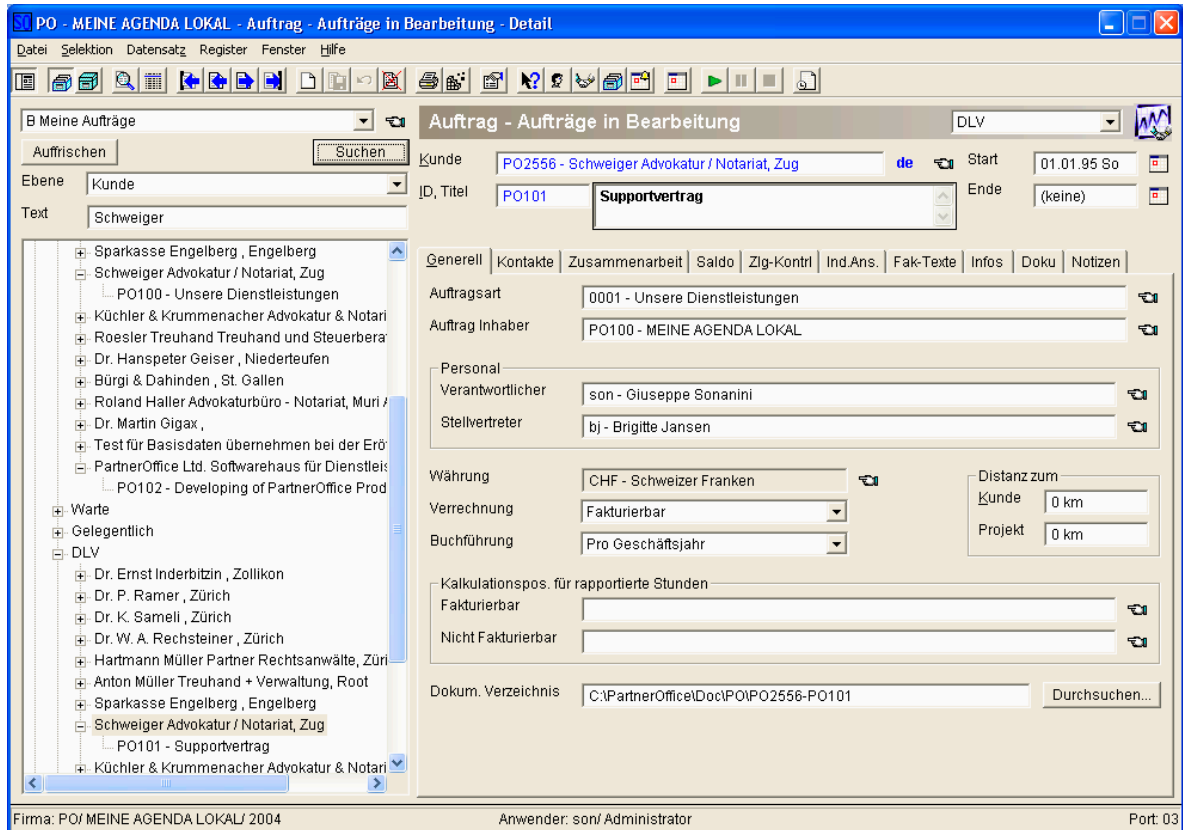 PO - MEINE AGENDA LOKAL - Auftrag - Aufträge in Bearbeitung - Detail
Datei Selektion Datensatz Register Fenster Hilfe
B Meine Aufträge
Auffrischen Suchen
Ebene Kunde
Text Schweiger
Sparkasse Engelberg , Engelberg
Schweiger Advokatur / Notariat, Zug
PO100 - Unsere Dienstleistungen
Küchler & Krummenacher Advokatur & Notari
Roesler Treuhand Treuhand und Steuerbera
Dr. Hanspeter Geiser , Niederteufen
Bürgi & Dahinden , St. Gallen
Roland Haller Advokaturbüro - Notariat, Muri
Dr. Martin Gigax ,
Test für Basisdaten übernehmen bei der Erö
PartnerOffice Ltd. Softwarehaus für Dienstleis
PO102 - Developing of PartnerOffice Prod
Warte
Gelegentlich
DLV
Dr. Ernst Inderbitzin , Zollikon
Dr. P. Ramer , Zürich
Dr. K. Sameli , Zürich
Dr. W. A. Rechsteiner , Zürich
Hartmann Müller Partner Rechtsanwälte, Züri
Anton Müller Treuhand + Verwaltung, Root
Sparkasse Engelberg , Engelberg
Schweiger Advokatur / Notariat, Zug
PO101 - Supportvertrag
Küchler & Krummenacher Advokatur & Notari
Auftrag - Aufträge in Bearbeitung DLV
Kunde PO2556 - Schweiger Advokatur / Notariat, Zug de Start 01.01.95 So
ID, Titel PO101 Supportvertrag Ende (keine)
Generell Kontakte Zusammenarbeit Saldo Zlg-Kontrl Ind.Ans. Fak-Texte Infos Doku Notizen
Auftragsart 0001 - Unsere Dienstleistungen
Auftrag Inhaber PO100 - MEINE AGENDA LOKAL
Personal
Verantwortlicher son - Giuseppe Sonanini
Stellvertreter bj - Brigitte Jansen
Währung CHF - Schweizer Franken
Verrechnung Fakturierbar
Buchführung Pro Geschäftsjahr
Distanz zum
Kunde 0 km
Projekt 0 km
Kalkulationspos. für rapportierte Stunden
Fakturierbar
Nicht Fakturierbar
Dokum. Verzeichnis C:\PartnerOffice\Doc\PO\PO2556-PO101 Durchsuchen...
Firma: PO/ MEINE AGENDA LOKAL/ 2004 Anwender: son/ Administrator Port: 03